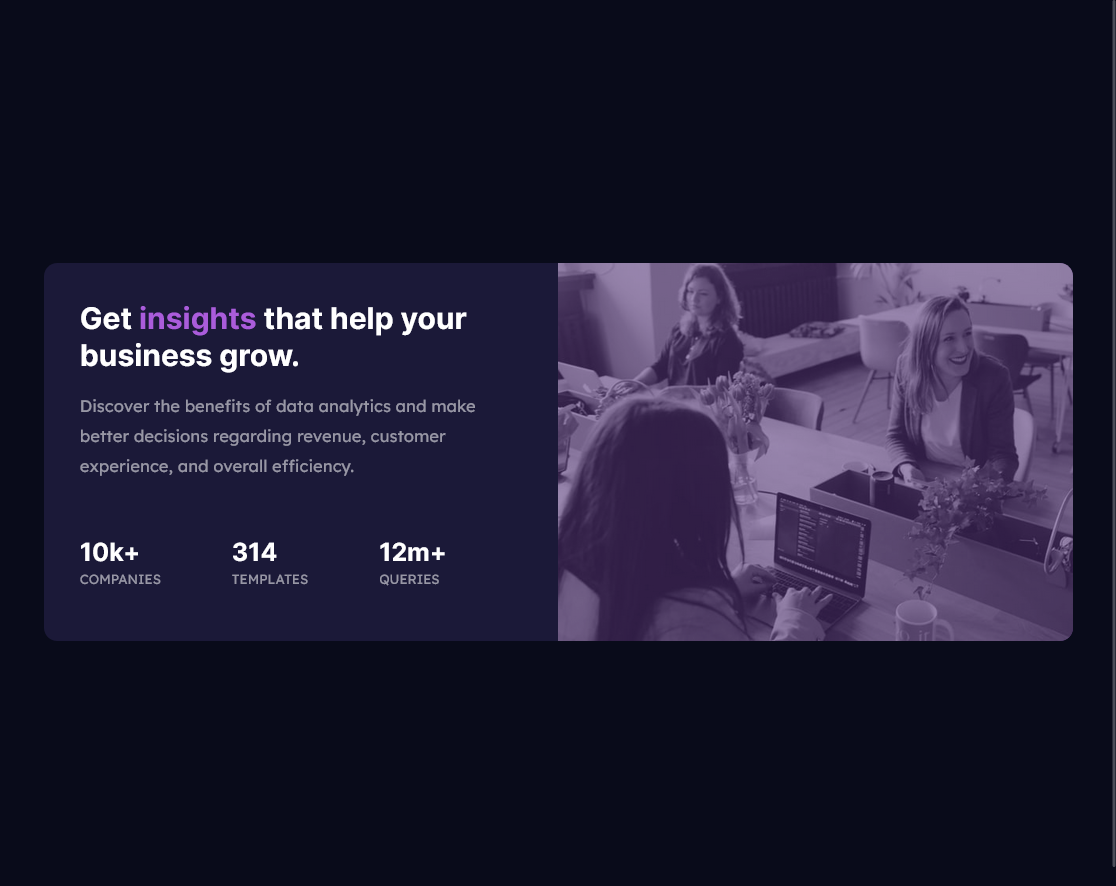 Get insights that help your
business grow.
Discover the benefits of data analytics and make
better decisions regarding revenue, customer
experience, and overall efficiency.
10k+ 314 12m+
COMPANIES TEMPLATES QUERIES